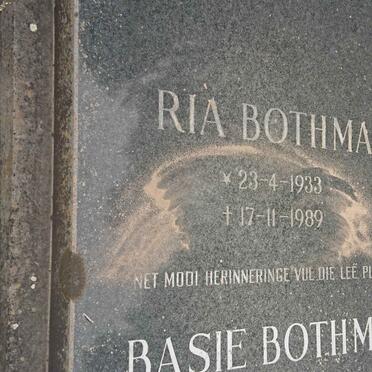 RIA BOTHMA
* 23-4-1933
† 17-11-1989
NET MOOI HERINNERINGE VUL DIE LEË PL
BASIE BOTHM